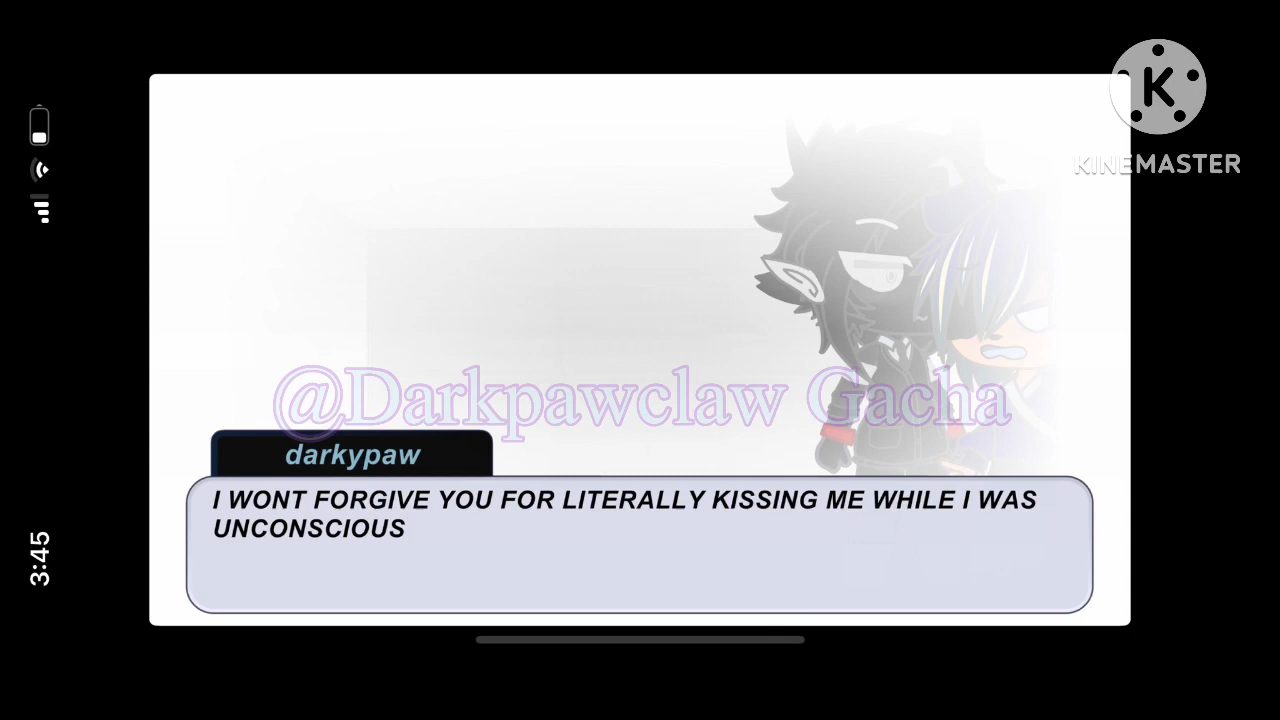 KINEMASTER
@Darkpawclaw Gacha
darkypaw
I WONT FORGIVE YOU FOR LITERALLY KISSING ME WHILE I WAS
UNCONSCIOUS
3:45